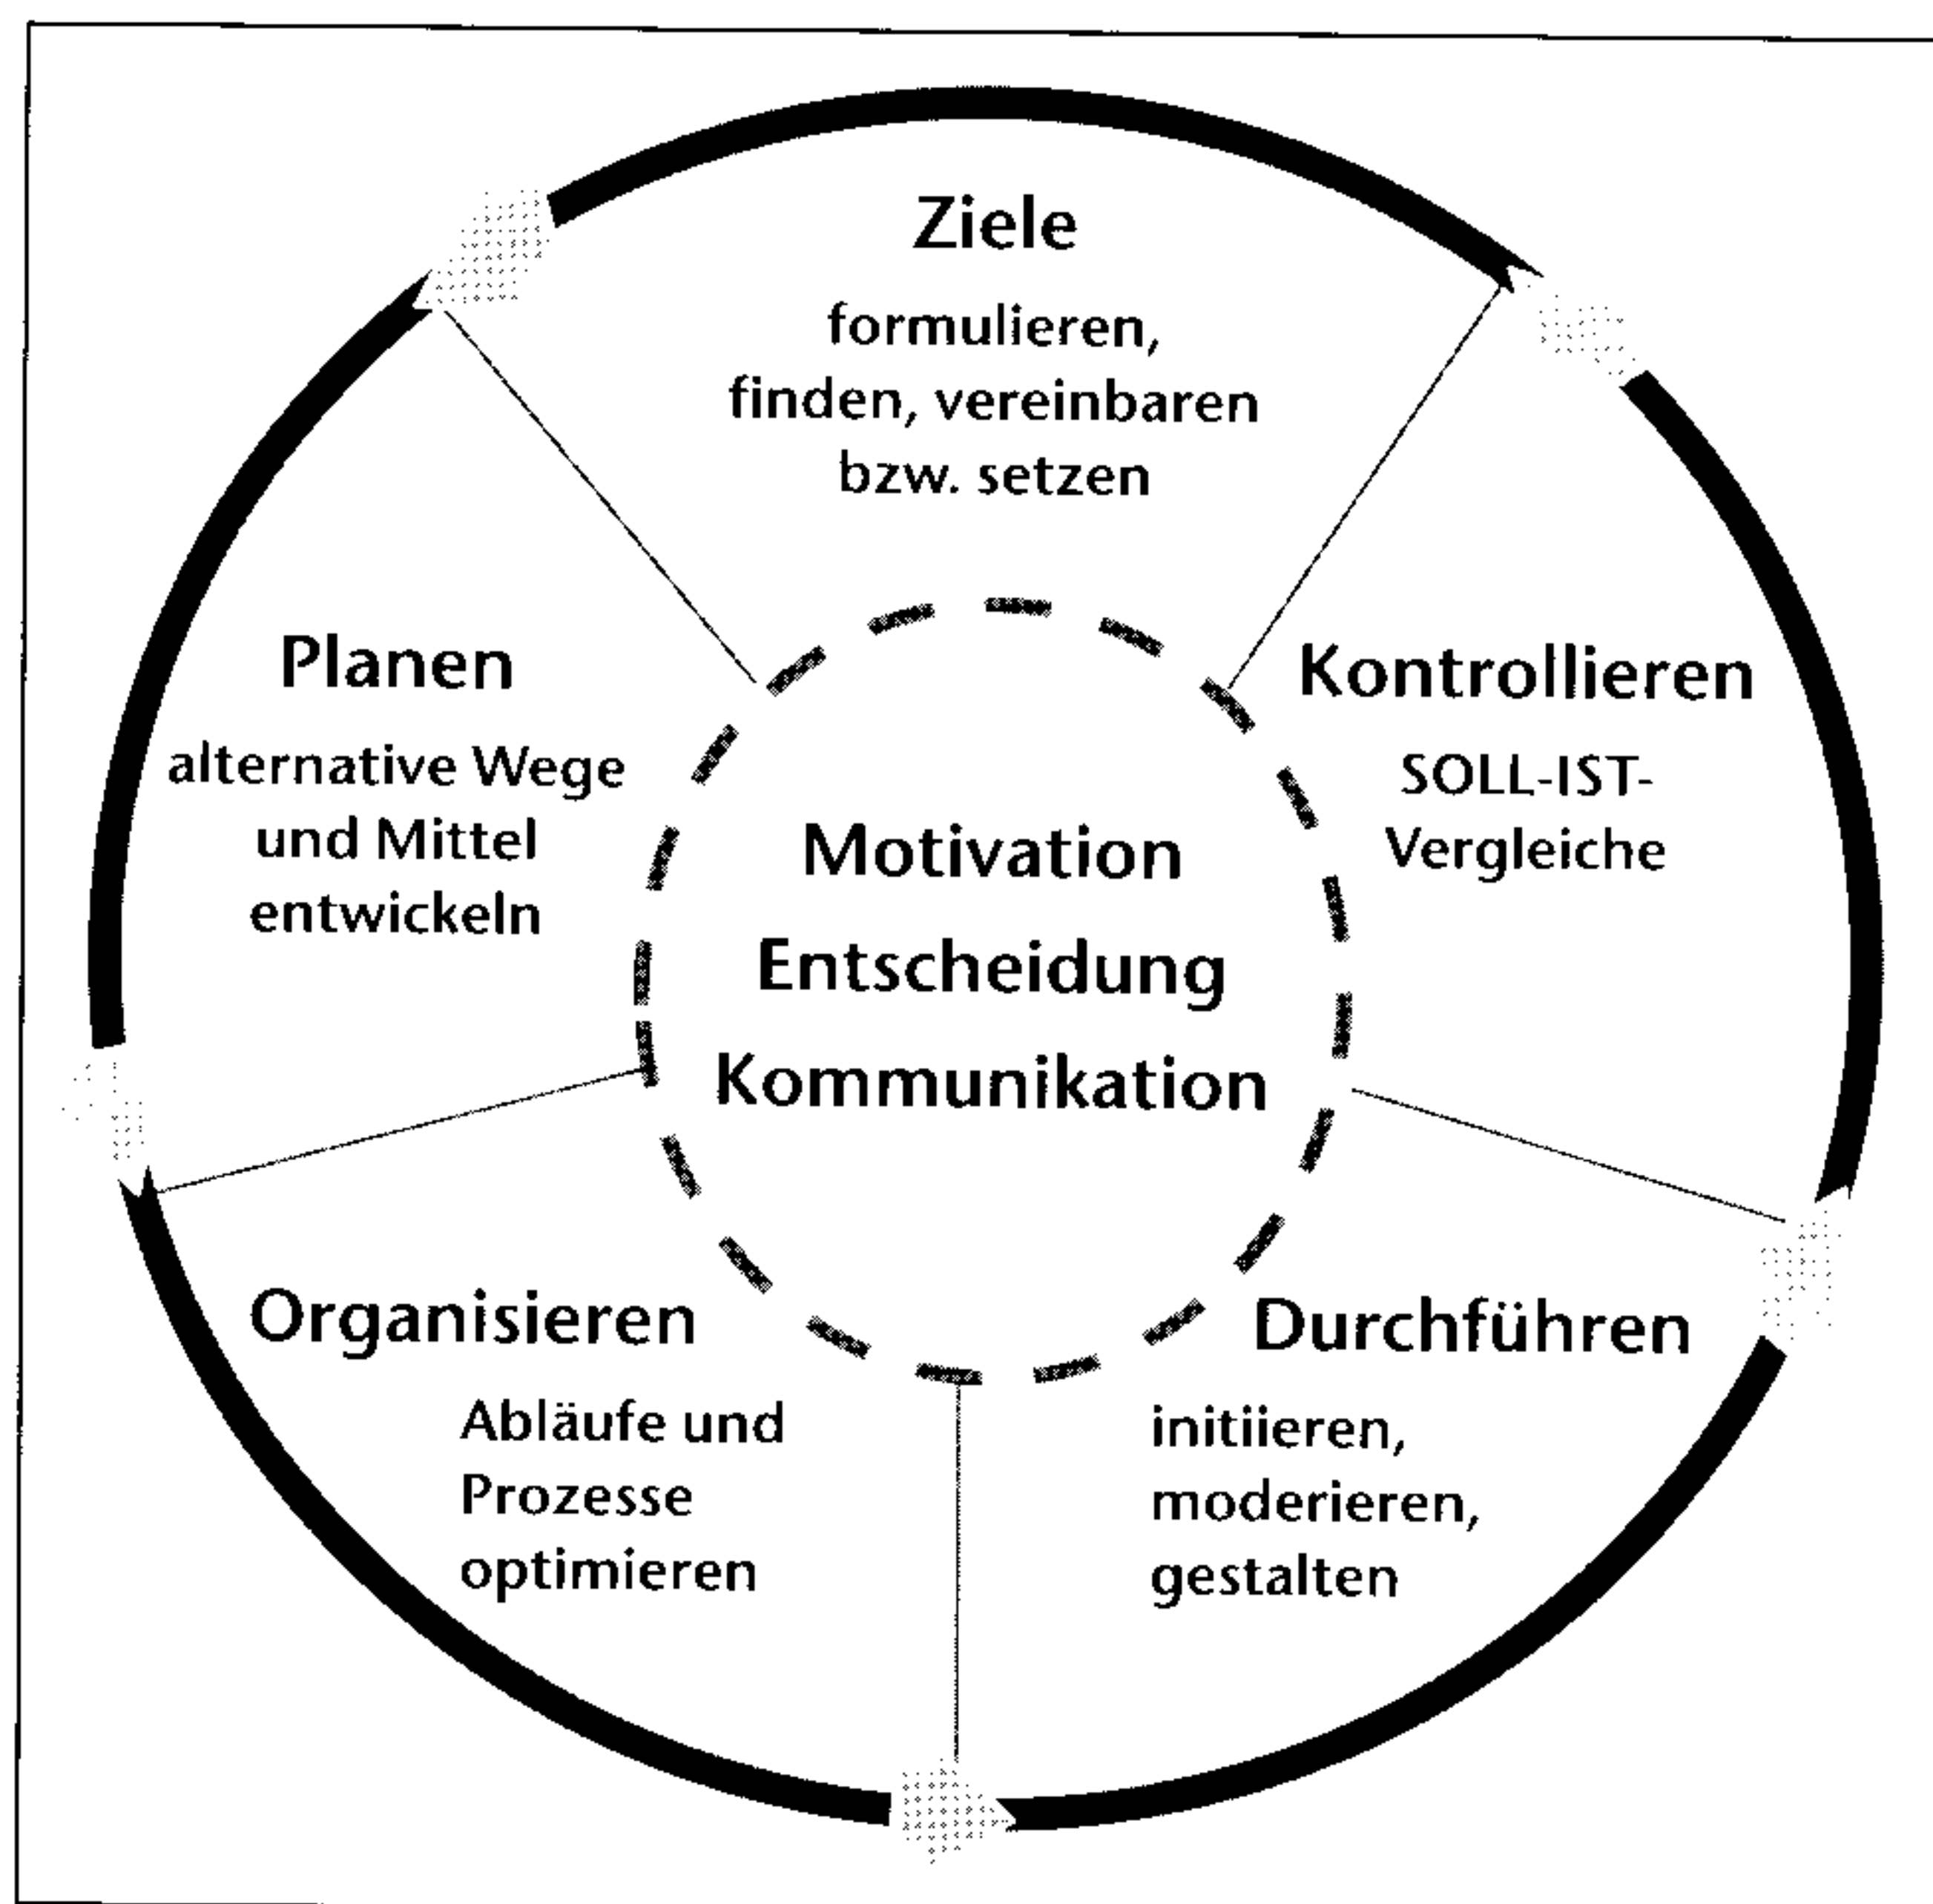 Ziele
formulieren,
finden, vereinbaren
bzw. setzen
Planen
alternative Wege
und Mittel
entwickeln
Motivation
Entscheidung
Kommunikation
Kontrollieren
SOLL-IST-
Vergleiche
Organisieren
Abläufe und
Prozesse
optimieren
Durchführen
initiieren,
moderieren,
gestalten